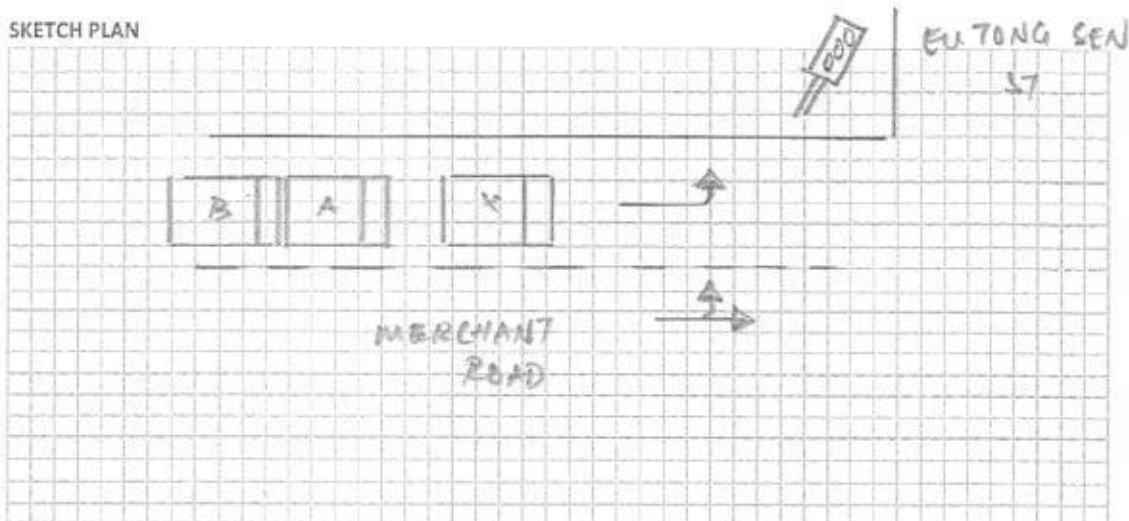 SKETCH PLAN
EU TONG SEN
ST
B A X
MERCHANT
ROAD